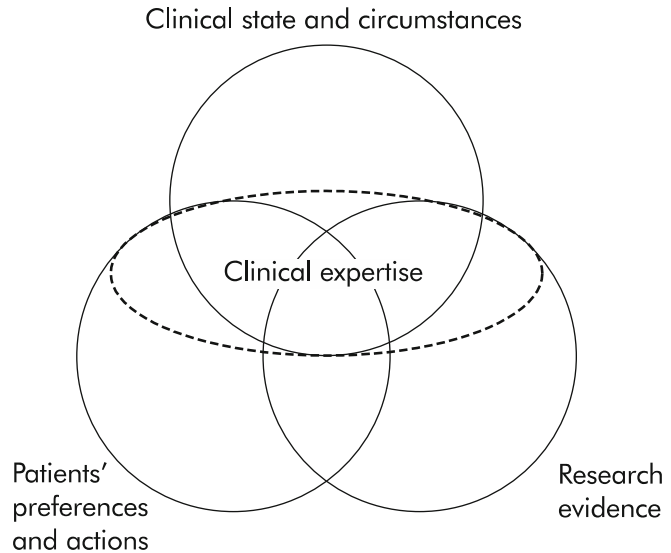 Clinical state and circumstances
Clinical expertise
Patients’
preferences
and actions
Research
evidence